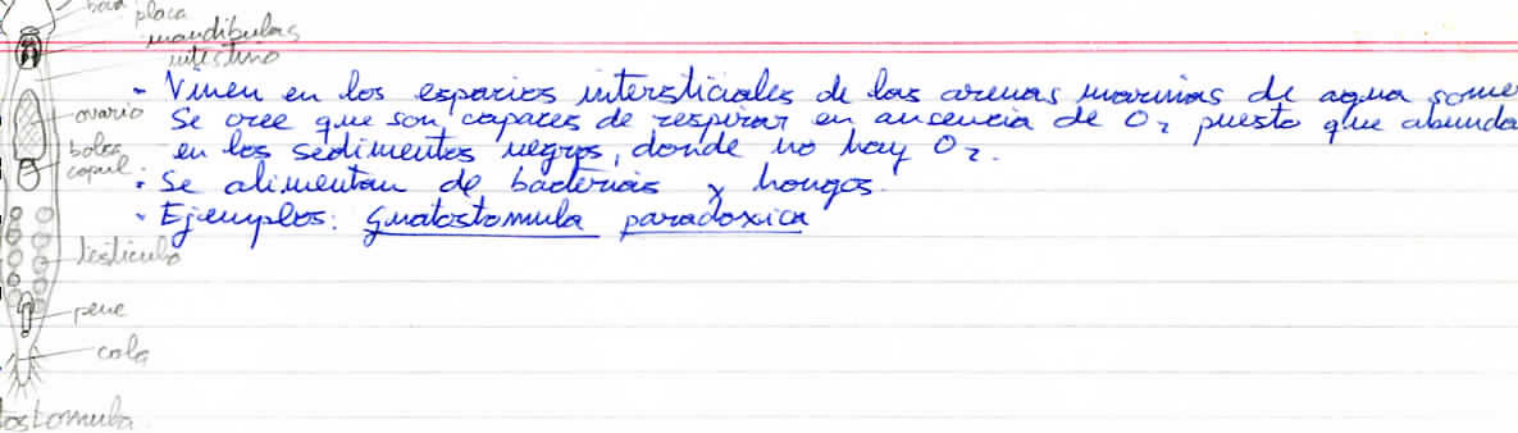 boca
placa
mandíbulas
intestino
- Viven en los espacios intersticiales de las arenas marinas de agua some
ovario
Se cree que son capaces de respirar en ausencia de O₂ puesto que abunda
bolsa
en los sedimentos negros, donde no hay O₂.
copul.
- Se alimentan de bacterias y hongos.
- Ejemplos: Gnatostomula paradoxica
testículo
pene
cola
tostomula